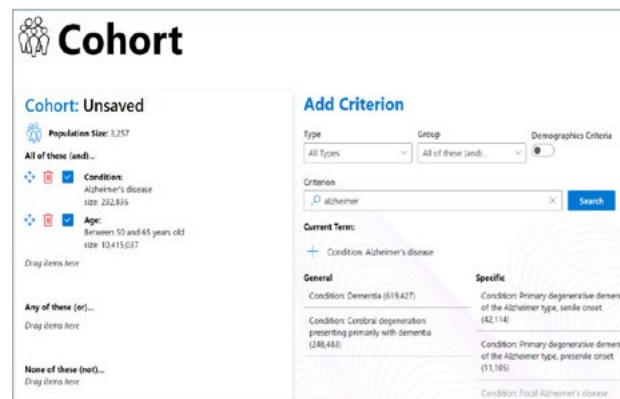 Cohort
Cohort: Unsaved
Population Size: 3,257
All of these (and)...
Condition:
Alzheimer's disease
size: 232,836
Age:
Between 50 and 65 years old
size: 10,415,037
Drag items here
Any of these (or)...
Drag items here
None of these (not)...
Drag items here
Add Criterion
Type
Group
Demographics Criteria
All Types
All of these (and)...
Criterion
alzheimer
Search
Current Term:
Condition: Alzheimer's disease
General
Condition: Dementia (619,427)
Condition: Cerebral degeneration
presenting primarily with dementia
(248,483)
Specific
Condition: Primary degenerative demen
of the Alzheimer type, senile onset
(42,114)
Condition: Primary degenerative demen
of the Alzheimer type, presenile onset
(11,105)
Condition: Focal Alzheimer's disease